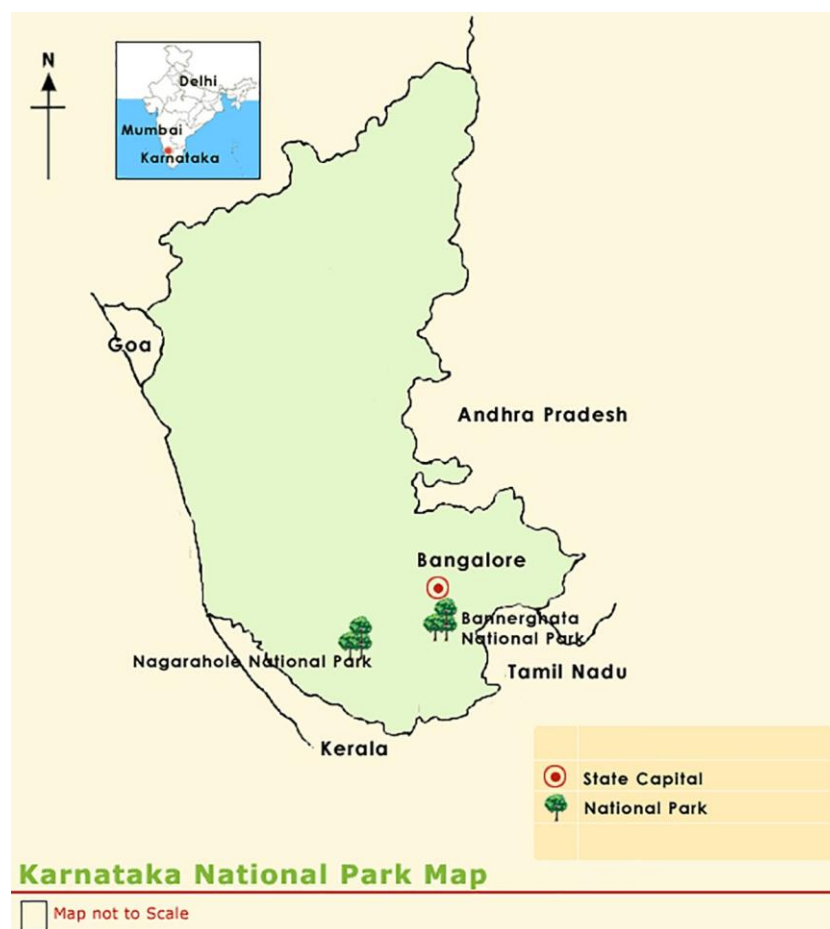 N
Delhi
Mumbai
Karnataka
Goa
Andhra Pradesh
Bangalore
Bannerghata
National Park
Nagarahole National Park
Tamil Nadu
Kerala
State Capital
National Park
Karnataka National Park Map
Map not to Scale